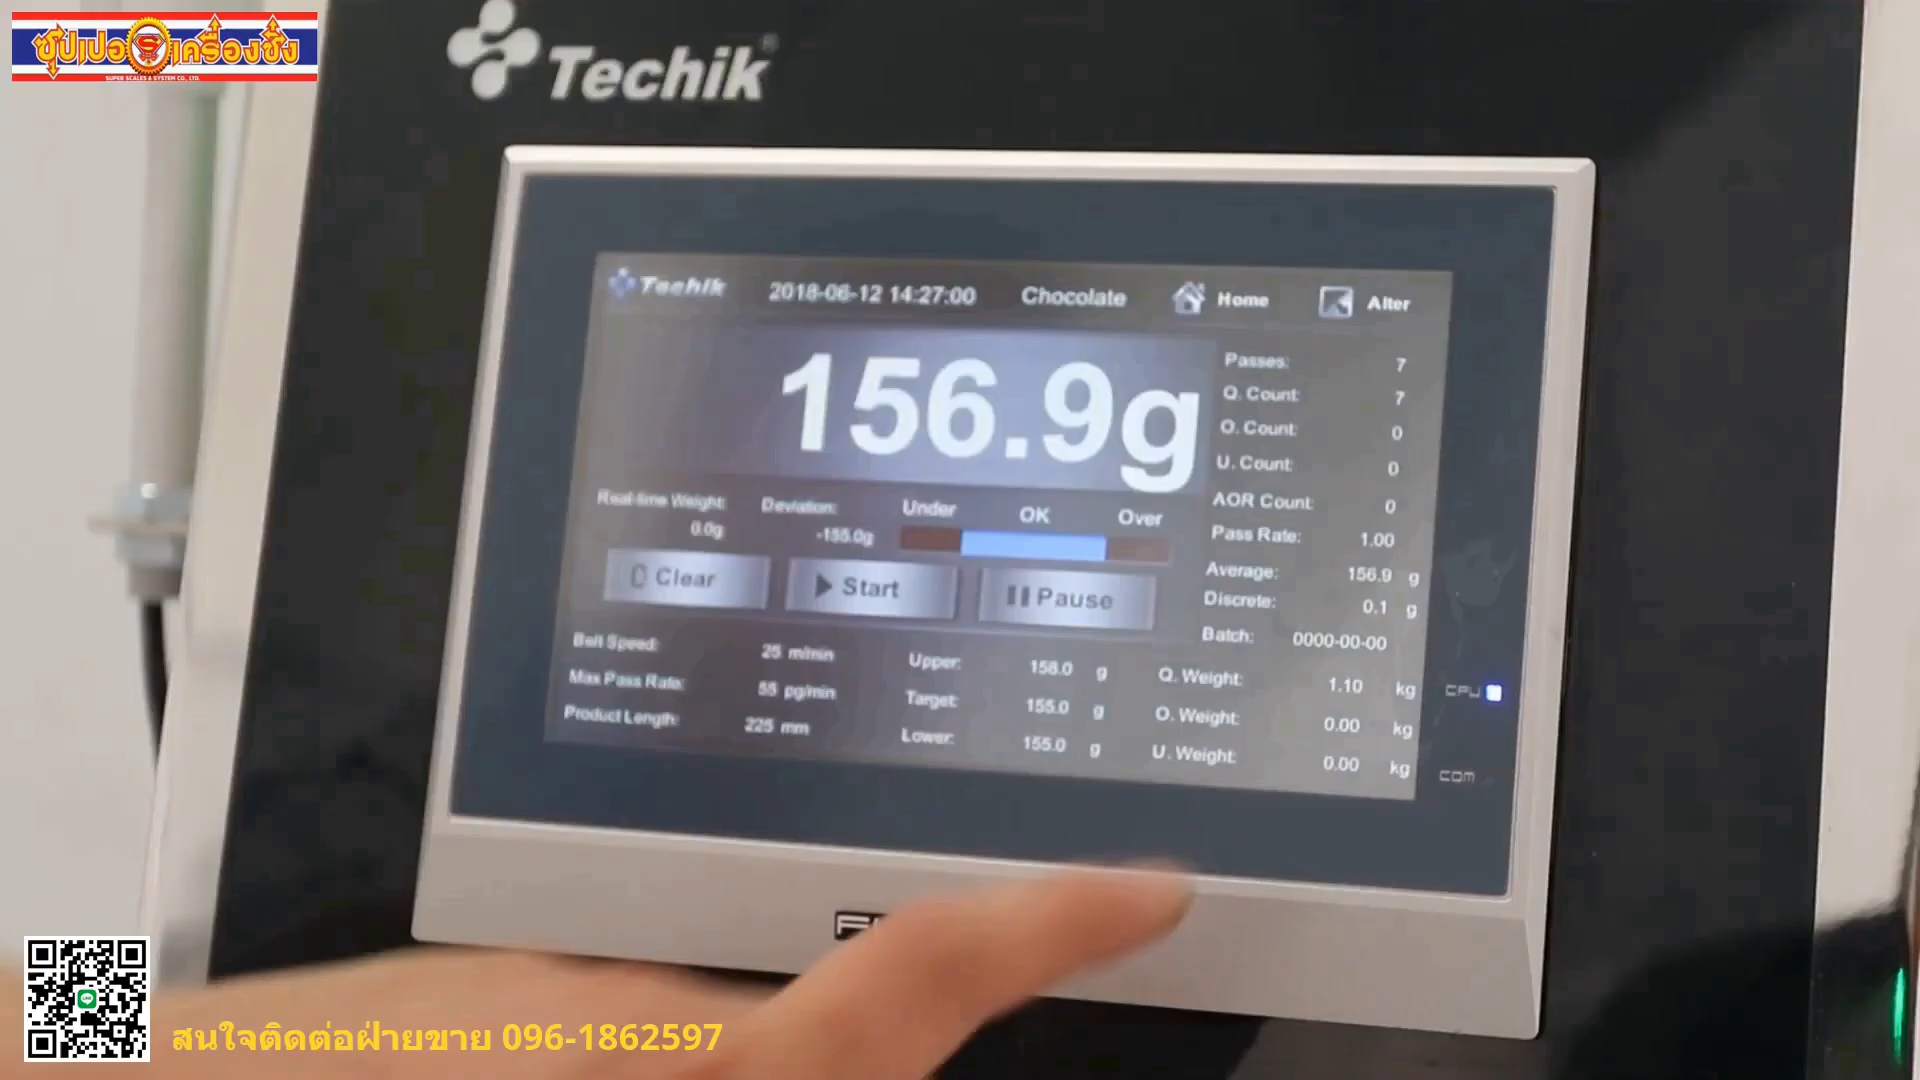 ซุปเปอร์เครื่องชั่ง
SUPER SCALES & SYSTEM CO., LTD.
Techik®
Techik 2018-06-12 14:27:00 Chocolate Home Alter
156.9g
Passes: 7
Q. Count: 7
O. Count: 0
U. Count: 0
AOR Count: 0
Pass Rate: 1.00
Average: 156.9 g
Discrete: 0.1 g
Batch: 0000-00-00
Real-time Weight: Deviation: Under OK Over
0.0g -155.0g
Clear Start Pause
Belt Speed: 25 m/min Upper: 158.0 g Q. Weight: 1.10 kg
Max Pass Rate: 55 pg/min Target: 155.0 g O. Weight: 0.00 kg
Product Length: 225 mm Lower: 155.0 g U. Weight: 0.00 kg
CPU
COM
สนใจติดต่อฝ่ายขาย 096-1862597